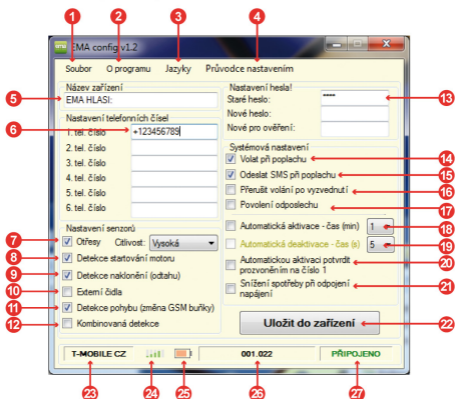 1 2 3 4
EMA config v1.2
Soubor O programu Jazyky Průvodce nastavením
Název zařízení
5 EMA HLASI:
Nastavení telefonních čísel
6 1. tel. číslo +123456789
2. tel. číslo
3. tel. číslo
4. tel. číslo
5. tel. číslo
6. tel. číslo
Nastavení senzorů
7 Otřesy Citlivost: Vysoká
8 Detekce startování motoru
9 Detekce naklonění (odtahu)
10 Externí čidla
11 Detekce pohybu (změna GSM buňky)
12 Kombinovaná detekce
Nastavení hesla!
Staré heslo: **** 13
Nové heslo:
Nové pro ověření:
Systémová nastavení
Volat při poplachu 14
Odeslat SMS při poplachu 15
Přerušit volání po vyzvednutí 16
Povolení odposlechu 17
Automatická aktivace - čas (min) 1 18
Automatická deaktivace - čas (s) 5 19
Automatickou aktivaci potvrdit
prozvoněním na číslo 1 20
Snížení spotřeby při odpojení
napájení 21
Uložit do zařízení 22
T-MOBILE CZ 001.022 PŘIPOJENO
23 24 25 26 27